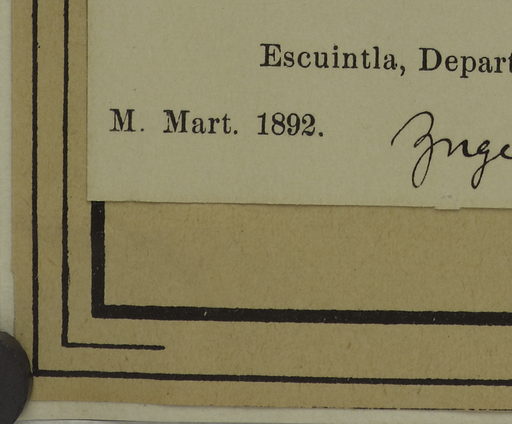 Escuintla, Depart
M. Mart. 1892.